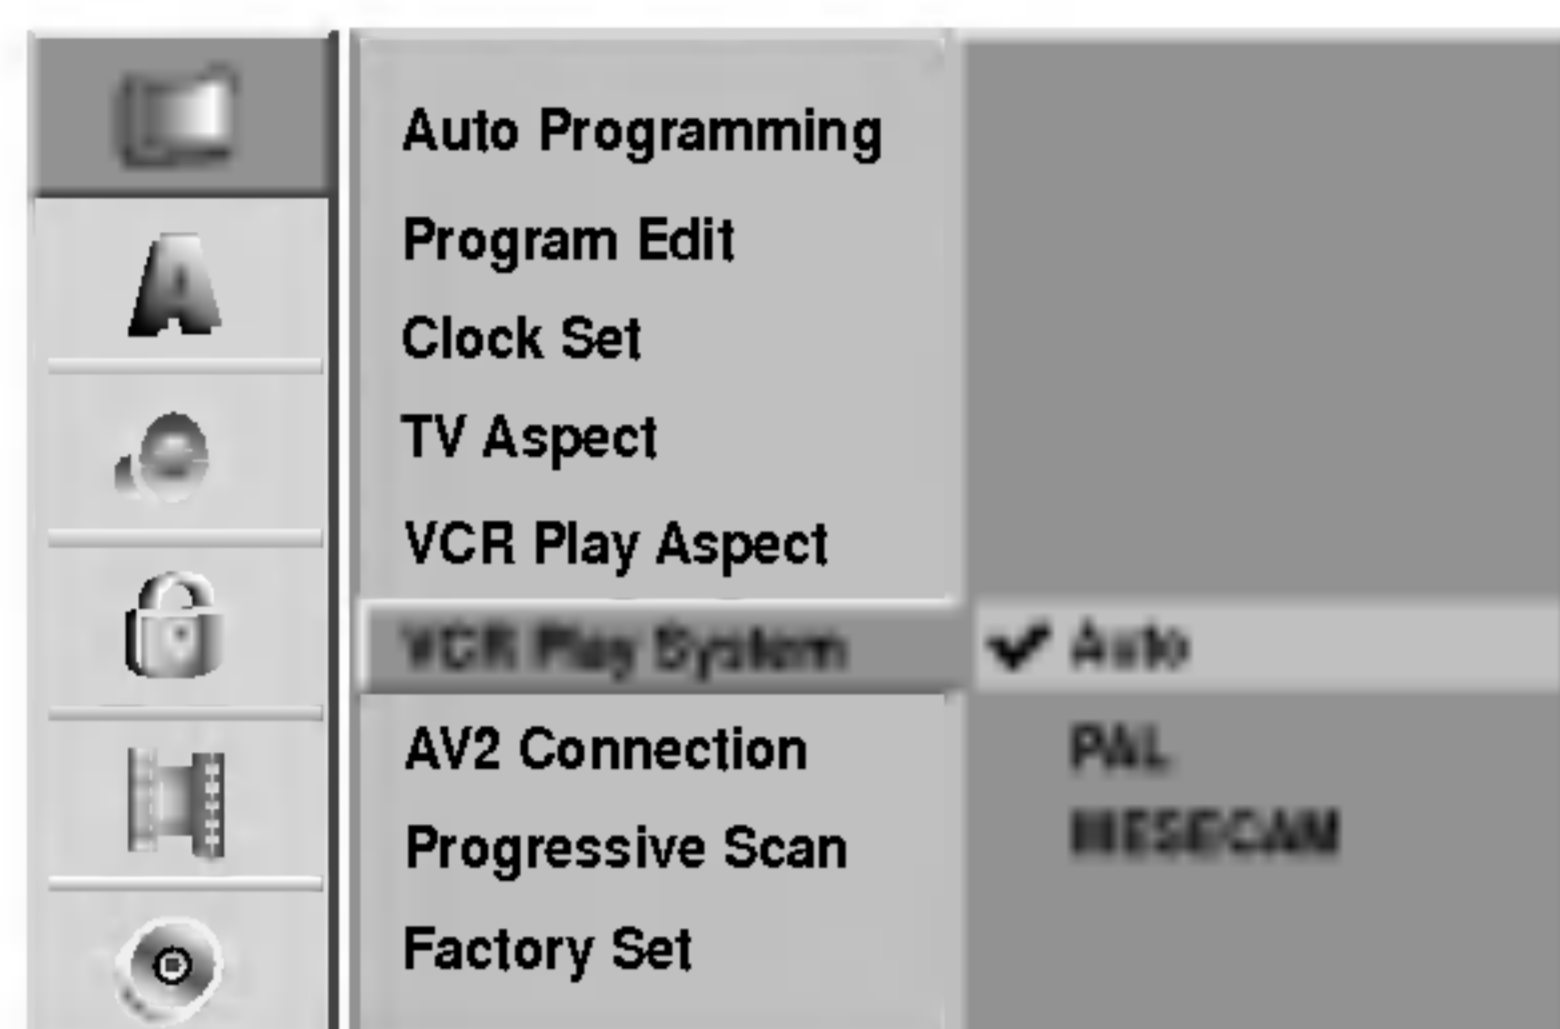 Auto Programming
Program Edit
Clock Set
TV Aspect
VCR Play Aspect
VCR Play System
✔ Auto
PAL
MESECAM
AV2 Connection
Progressive Scan
Factory Set